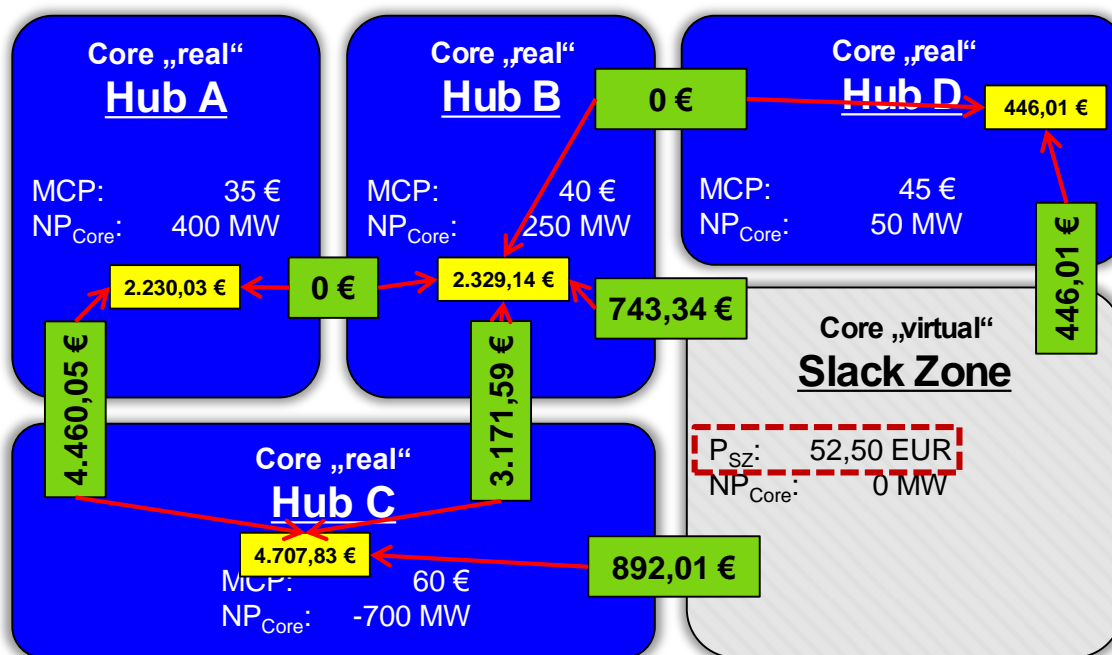 Core „real“
Hub A
MCP: 35 €
NPCore: 400 MW
2.230,03 €
0 €
Core „real“
Hub B
MCP: 40 €
NPCore: 250 MW
2.329,14 €
0 €
Core „real“
Hub D
446,01 €
MCP: 45 €
NPCore: 50 MW
743,34 €
446,01 €
4.460,05 €
3.171,59 €
Core „virtual“
Slack Zone
PSZ: 52,50 EUR
NPCore: 0 MW
Core „real“
Hub C
4.707,83 €
MCP: 60 €
NPCore: -700 MW
892,01 €